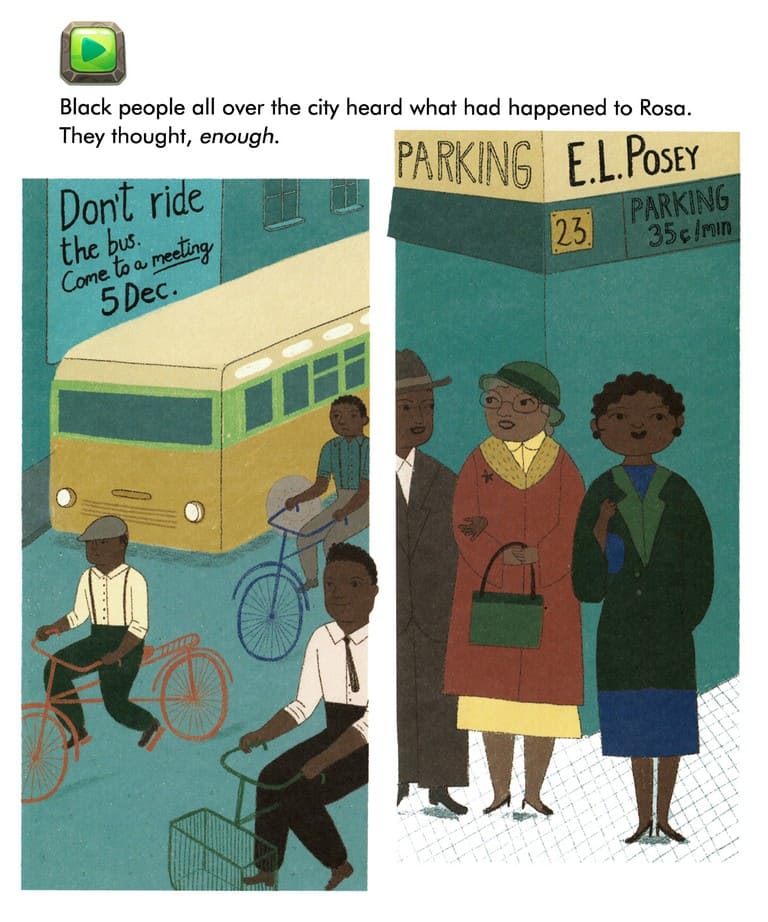 Black people all over the city heard what had happened to Rosa.
They thought, enough.
Don't ride
the bus.
Come to a meeting
5 Dec.
PARKING
E.L. POSEY
23
PARKING
35¢/min